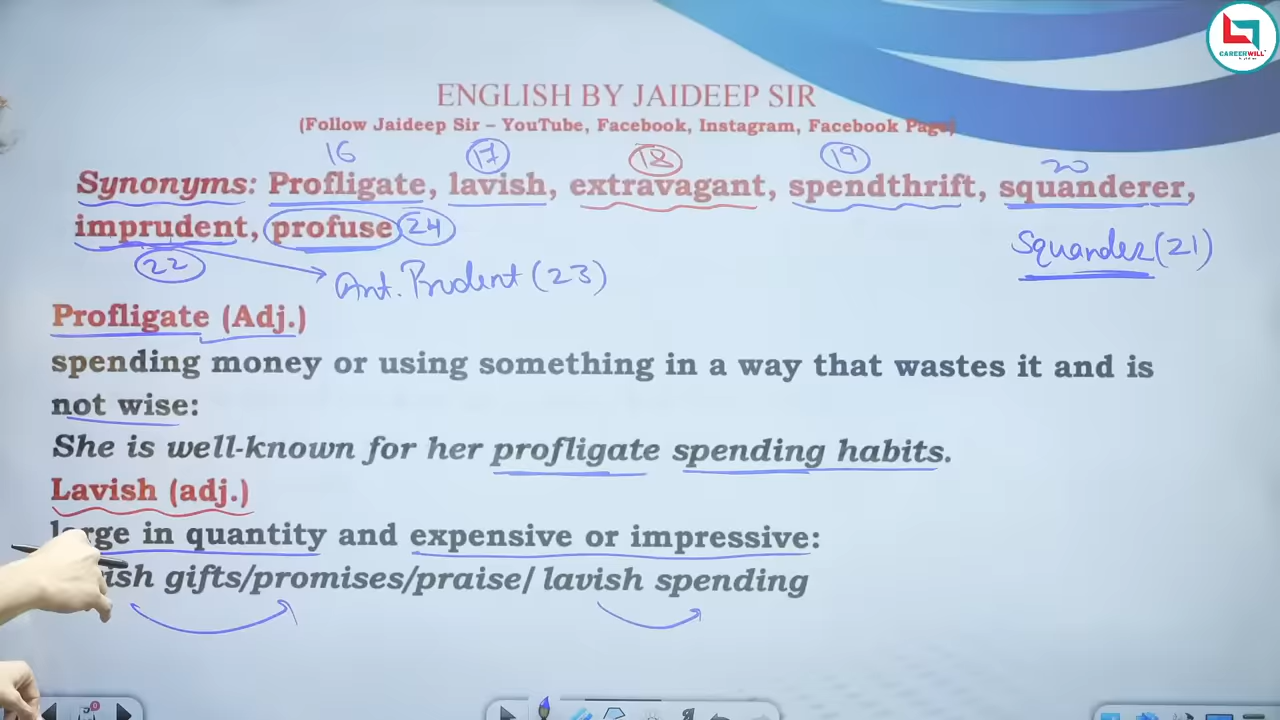 CAREERWILL
ENGLISH BY JAIDEEP SIR
(Follow Jaideep Sir – YouTube, Facebook, Instagram, Facebook Page)
16 17 18 19 20
Synonyms: Profligate, lavish, extravagant, spendthrift, squanderer,
imprudent, profuse 24
Squander (21)
22
Ant. Prudent (23)
Profligate (Adj.)
spending money or using something in a way that wastes it and is
not wise:
She is well-known for her profligate spending habits.
Lavish (adj.)
large in quantity and expensive or impressive:
gifts/promises/praise/ lavish spending